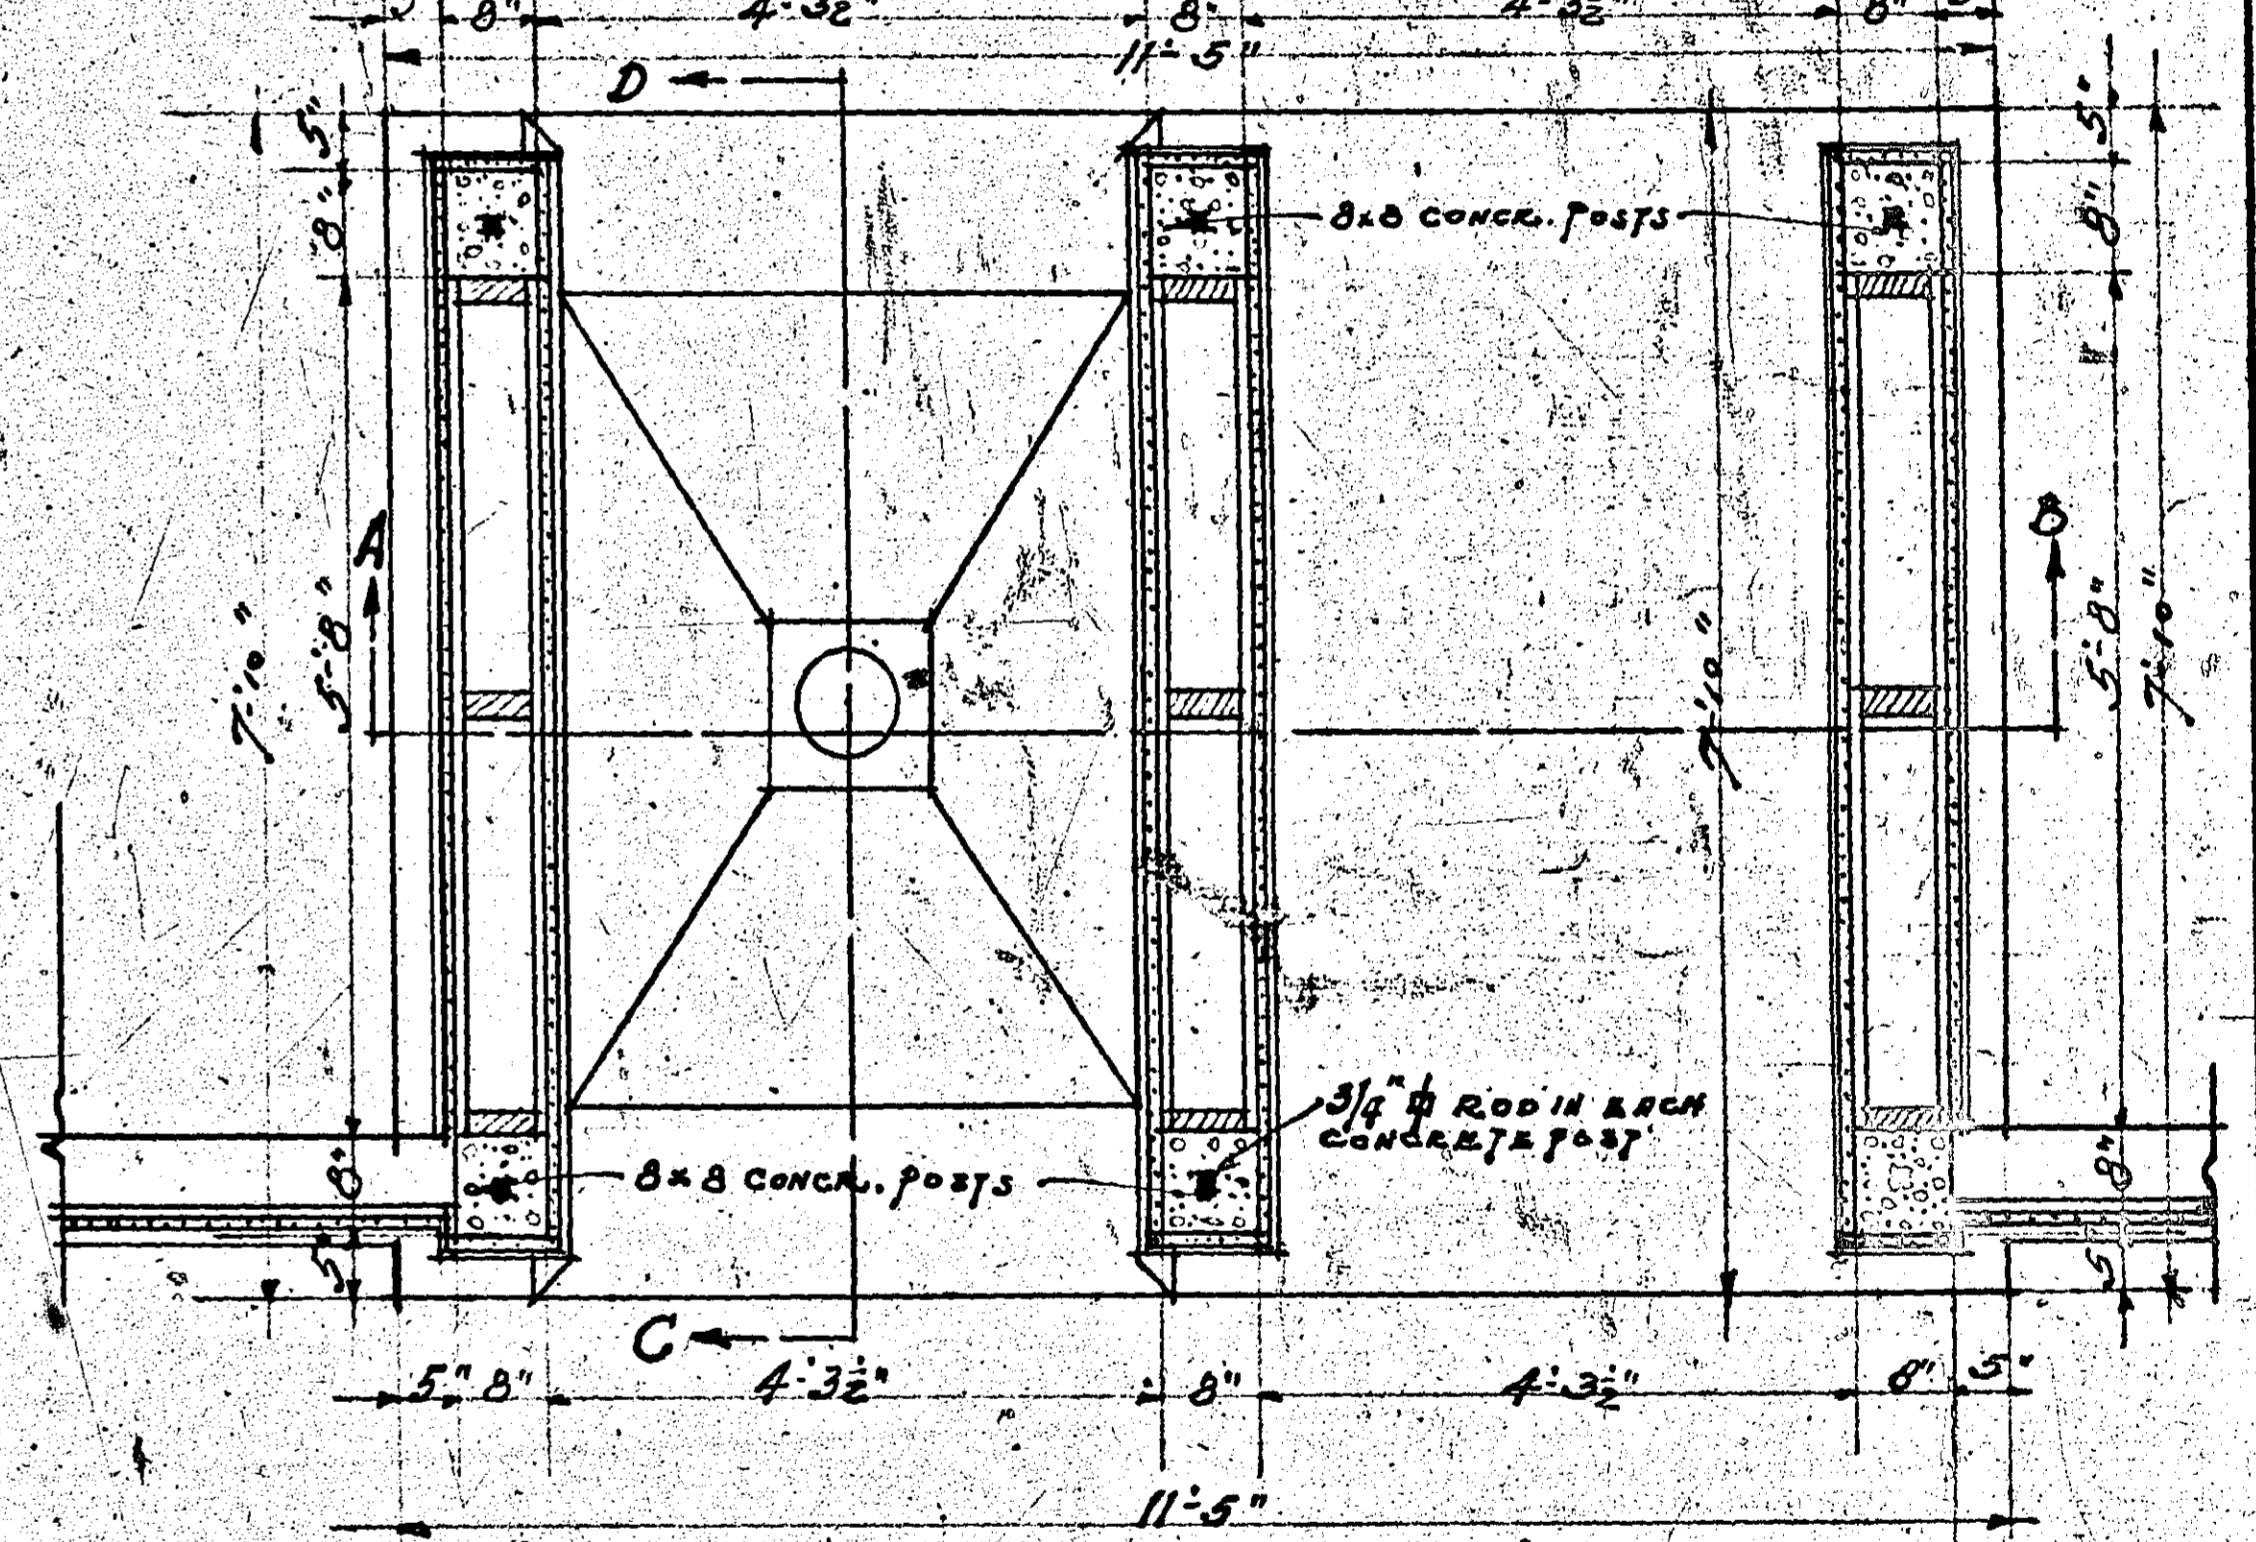 8" 4'-3½" 8" 4'-3½" 8"
11'-5"
D
5" 5"
8" 8x8 CONCR. POSTS 8"
A B
7'-10" 5'-8" 7'-10" 5'-8" 7'-10"
3/4" ⌀ ROD IN EACH
CONCRETE POST
8" 8x8 CONCR. POSTS 8"
5" 5
C
5" 8" 4'-3½" 8" 4'-3½" 8" 5"
11'-5"